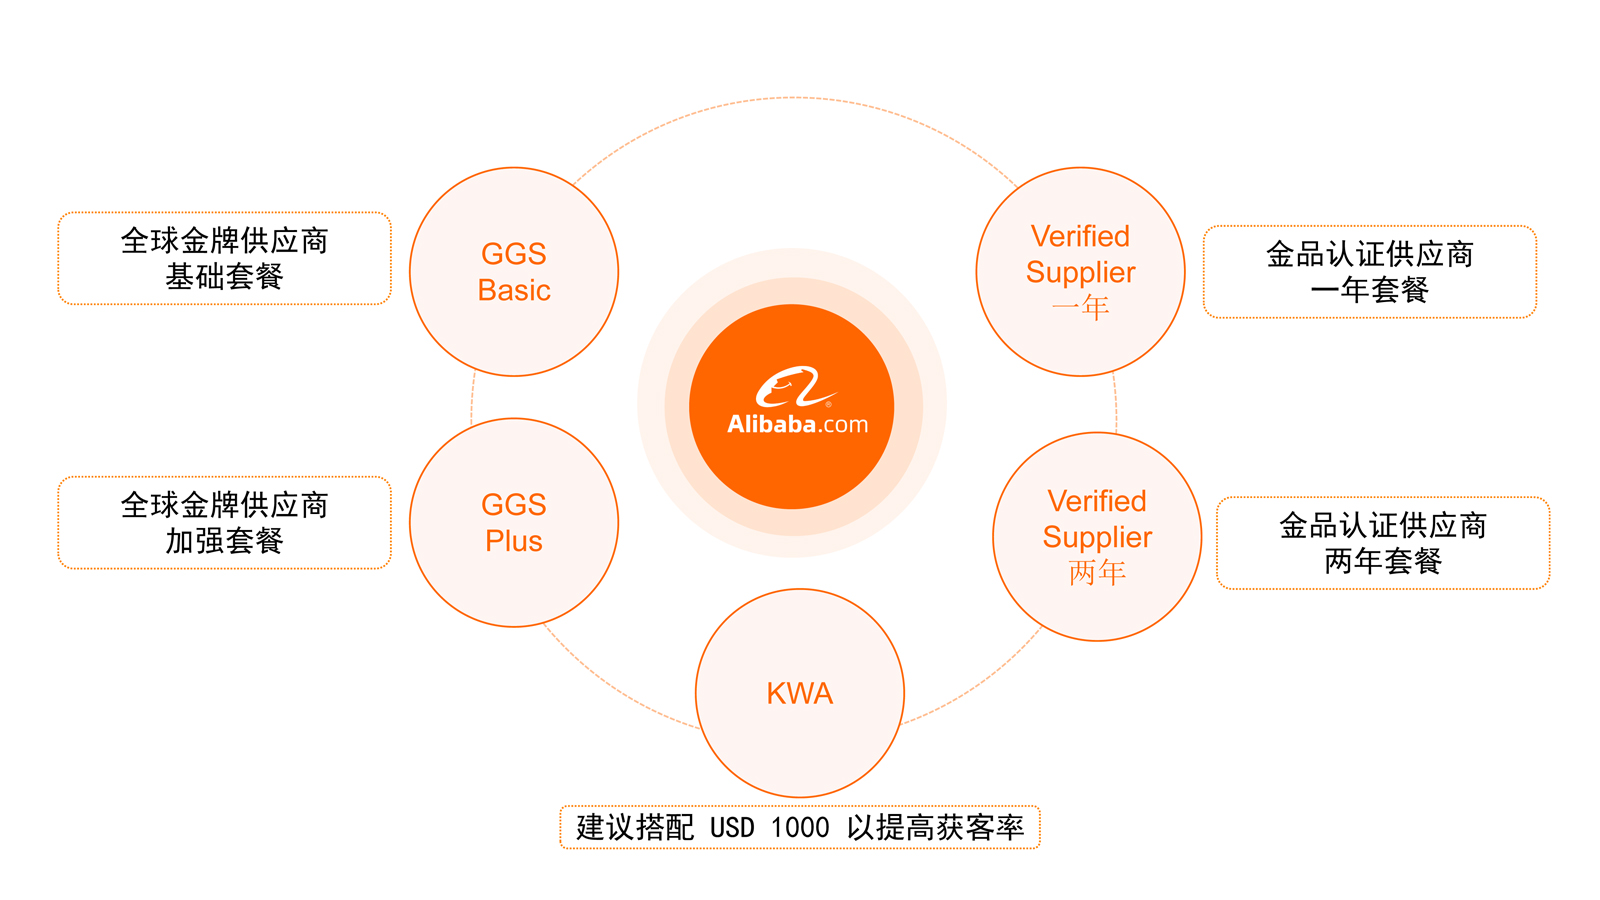 全球金牌供应商
基础套餐
GGS
Basic
Verified
Supplier
一年
金品认证供应商
一年套餐
Alibaba.com
全球金牌供应商
加强套餐
GGS
Plus
Verified
Supplier
两年
金品认证供应商
两年套餐
KWA
建议搭配 USD 1000 以提高获客率